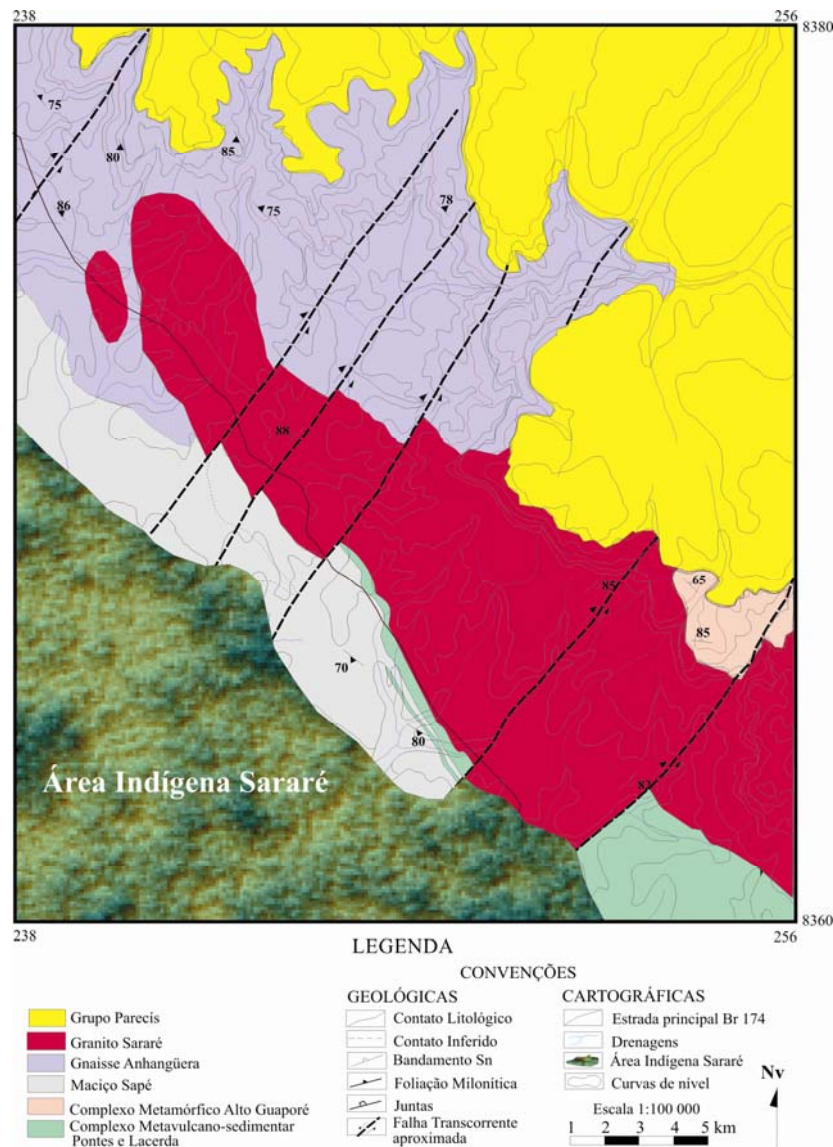 238
256
8380
75
80
85
86
75
78
88
85
65
85
70
80
82
Área Indígena Sararé
238
256
8360
LEGENDA
CONVENÇÕES
GEOLÓGICAS
CARTOGRÁFICAS
Grupo Parecis
Granito Sararé
Gnaisse Anhangüera
Maciço Sapé
Complexo Metamórfico Alto Guaporé
Complexo Metavulcano-sedimentar
Pontes e Lacerda
Contato Litológico
Contato Inferido
Bandamento Sn
Foliação Milonítica
Juntas
Falha Transcorrente
aproximada
Estrada principal Br 174
Drenagens
Área Indígena Sararé
Curvas de nível
Escala 1:100 000
1 2 3 4 5 km
Nv